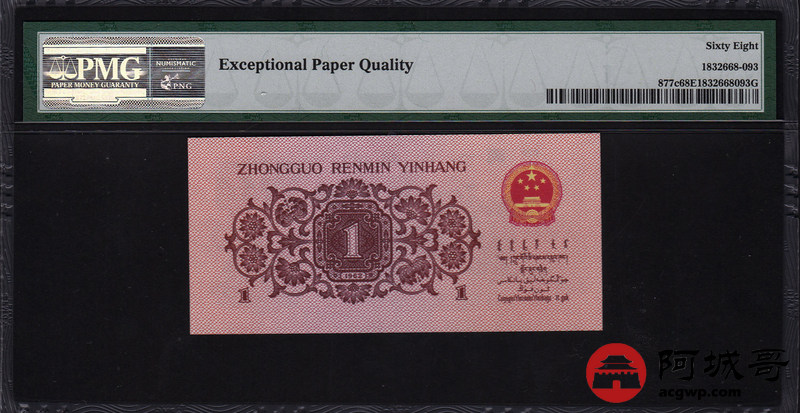 PMG
PAPER MONEY GUARANTY
NUMISMATIC
PNG
Exceptional Paper Quality
Sixty Eight
1832668-093
877c68E1832668093G
ZHONGGUO RENMIN YINHANG
1
1962
1
1
阿城哥
acgwp.com